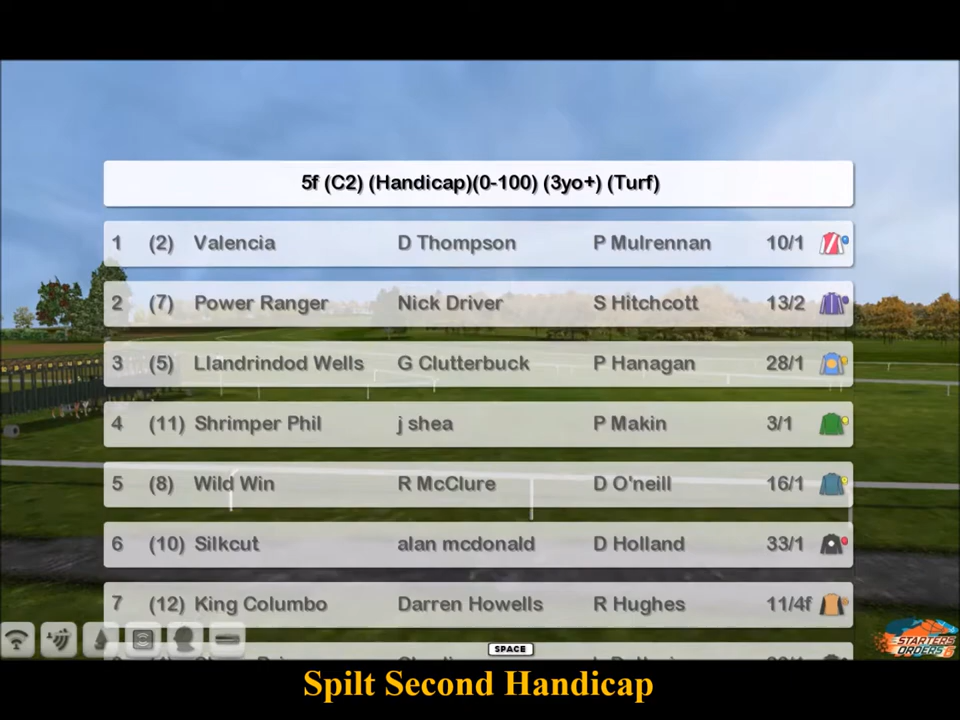 5f (C2) (Handicap)(0-100) (3yo+) (Turf)
1 (2) Valencia D Thompson P Mulrennan 10/1
2 (7) Power Ranger Nick Driver S Hitchcott 13/2
3 (5) Llandrindod Wells G Clutterbuck P Hanagan 28/1
4 (11) Shrimper Phil j shea P Makin 3/1
5 (8) Wild Win R McClure D O'neill 16/1
6 (10) Silkcut alan mcdonald D Holland 33/1
7 (12) King Columbo Darren Howells R Hughes 11/4f
SPACE
STARTERS
ORDERS 6
Spilt Second Handicap